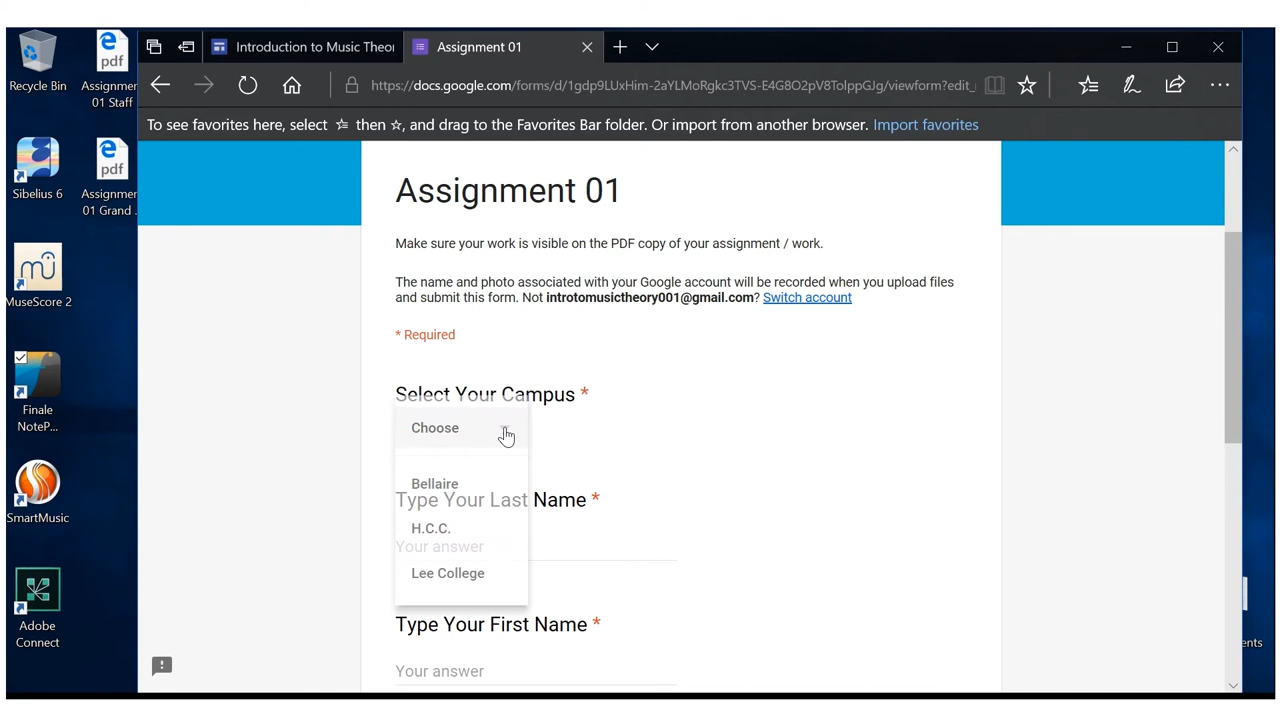 Recycle Bin
pdf
Assignmen
01 Staff
Sibelius 6
pdf
Assignmen
01 Grand .
MuseScore 2
Finale
NoteP...
SmartMusic
Adobe
Connect
Introduction to Music Theor
Assignment 01
https://docs.google.com/forms/d/1gdp9LUxHim-2aYLMoRgkc3TVS-E4G8O2pV8TolppGJg/viewform?edit_
To see favorites here, select then , and drag to the Favorites Bar folder. Or import from another browser. Import favorites
Assignment 01
Make sure your work is visible on the PDF copy of your assignment / work.
The name and photo associated with your Google account will be recorded when you upload files
and submit this form. Not introtomusictheory001@gmail.com? Switch account
* Required
Select Your Campus *
Choose
Bellaire
Type Your Last Name *
H.C.C.
Your answer
Lee College
Type Your First Name *
Your answer
ents